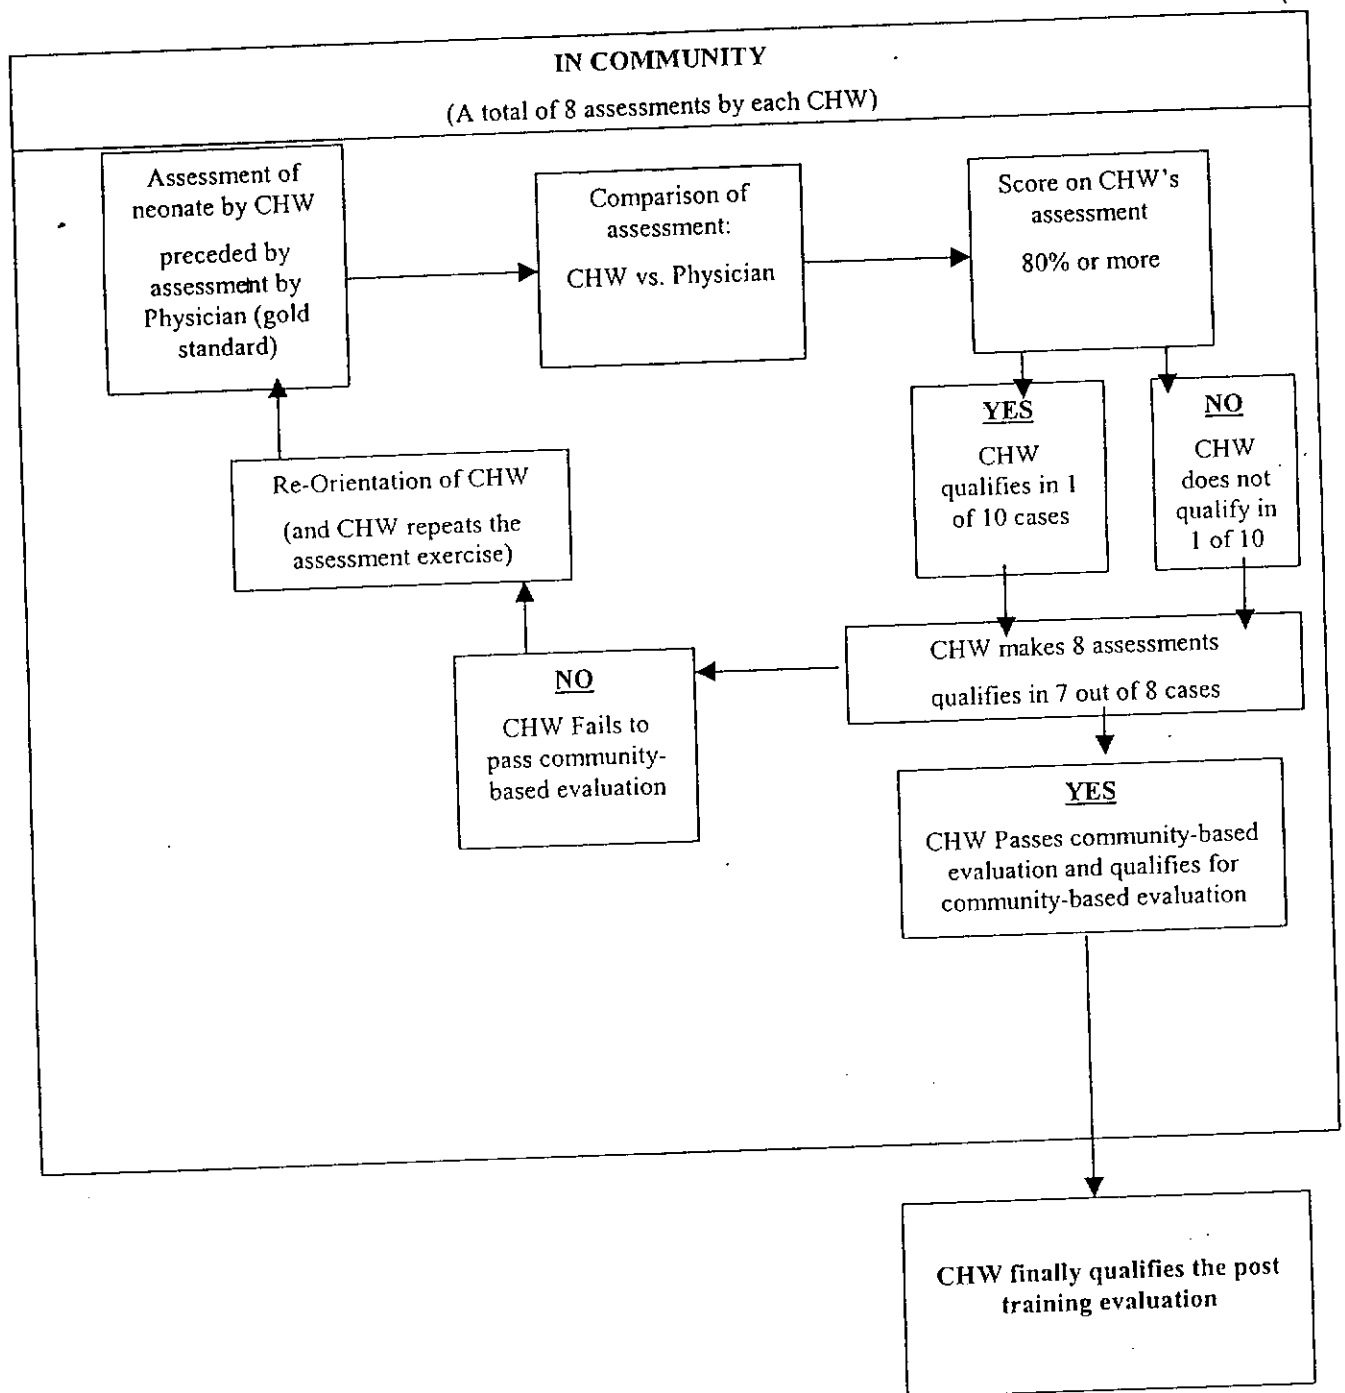 IN COMMUNITY
(A total of 8 assessments by each CHW)
Assessment of
neonate by CHW
preceded by
assessment by
Physician (gold
standard)
Comparison of
assessment:
CHW vs. Physician
Score on CHW's
assessment
80% or more
YES
CHW
qualifies in 1
of 10 cases
NO
CHW
does not
qualify in
1 of 10
Re-Orientation of CHW
(and CHW repeats the
assessment exercise)
CHW makes 8 assessments
qualifies in 7 out of 8 cases
NO
CHW Fails to
pass community-
based evaluation
YES
CHW Passes community-based
evaluation and qualifies for
community-based evaluation
CHW finally qualifies the post
training evaluation